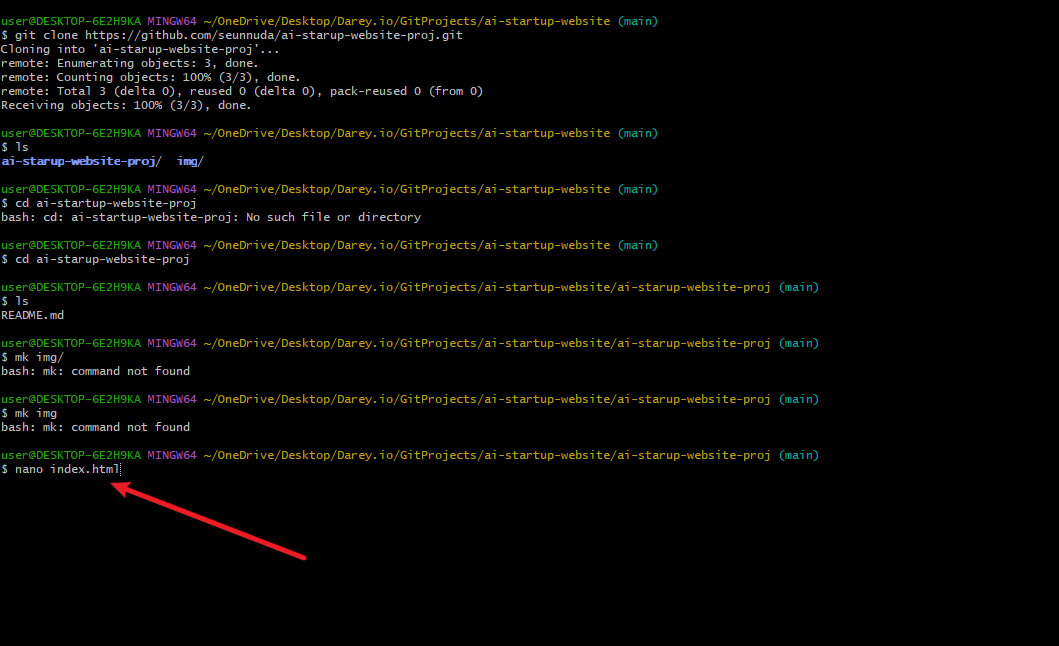 user@DESKTOP-6E2H9KA MINGW64 ~/OneDrive/Desktop/Darey.io/GitProjects/ai-startup-website (main)
$ git clone https://github.com/seunnuda/ai-starup-website-proj.git
Cloning into 'ai-starup-website-proj'...
remote: Enumerating objects: 3, done.
remote: Counting objects: 100% (3/3), done.
remote: Total 3 (delta 0), reused 0 (delta 0), pack-reused 0 (from 0)
Receiving objects: 100% (3/3), done.
user@DESKTOP-6E2H9KA MINGW64 ~/OneDrive/Desktop/Darey.io/GitProjects/ai-startup-website (main)
$ ls
ai-starup-website-proj/  img/
user@DESKTOP-6E2H9KA MINGW64 ~/OneDrive/Desktop/Darey.io/GitProjects/ai-startup-website (main)
$ cd ai-startup-website-proj
bash: cd: ai-startup-website-proj: No such file or directory
user@DESKTOP-6E2H9KA MINGW64 ~/OneDrive/Desktop/Darey.io/GitProjects/ai-startup-website (main)
$ cd ai-starup-website-proj
user@DESKTOP-6E2H9KA MINGW64 ~/OneDrive/Desktop/Darey.io/GitProjects/ai-startup-website/ai-starup-website-proj (main)
$ ls
README.md
user@DESKTOP-6E2H9KA MINGW64 ~/OneDrive/Desktop/Darey.io/GitProjects/ai-startup-website/ai-starup-website-proj (main)
$ mk img/
bash: mk: command not found
user@DESKTOP-6E2H9KA MINGW64 ~/OneDrive/Desktop/Darey.io/GitProjects/ai-startup-website/ai-starup-website-proj (main)
$ mk img
bash: mk: command not found
user@DESKTOP-6E2H9KA MINGW64 ~/OneDrive/Desktop/Darey.io/GitProjects/ai-startup-website/ai-starup-website-proj (main)
$ nano index.html